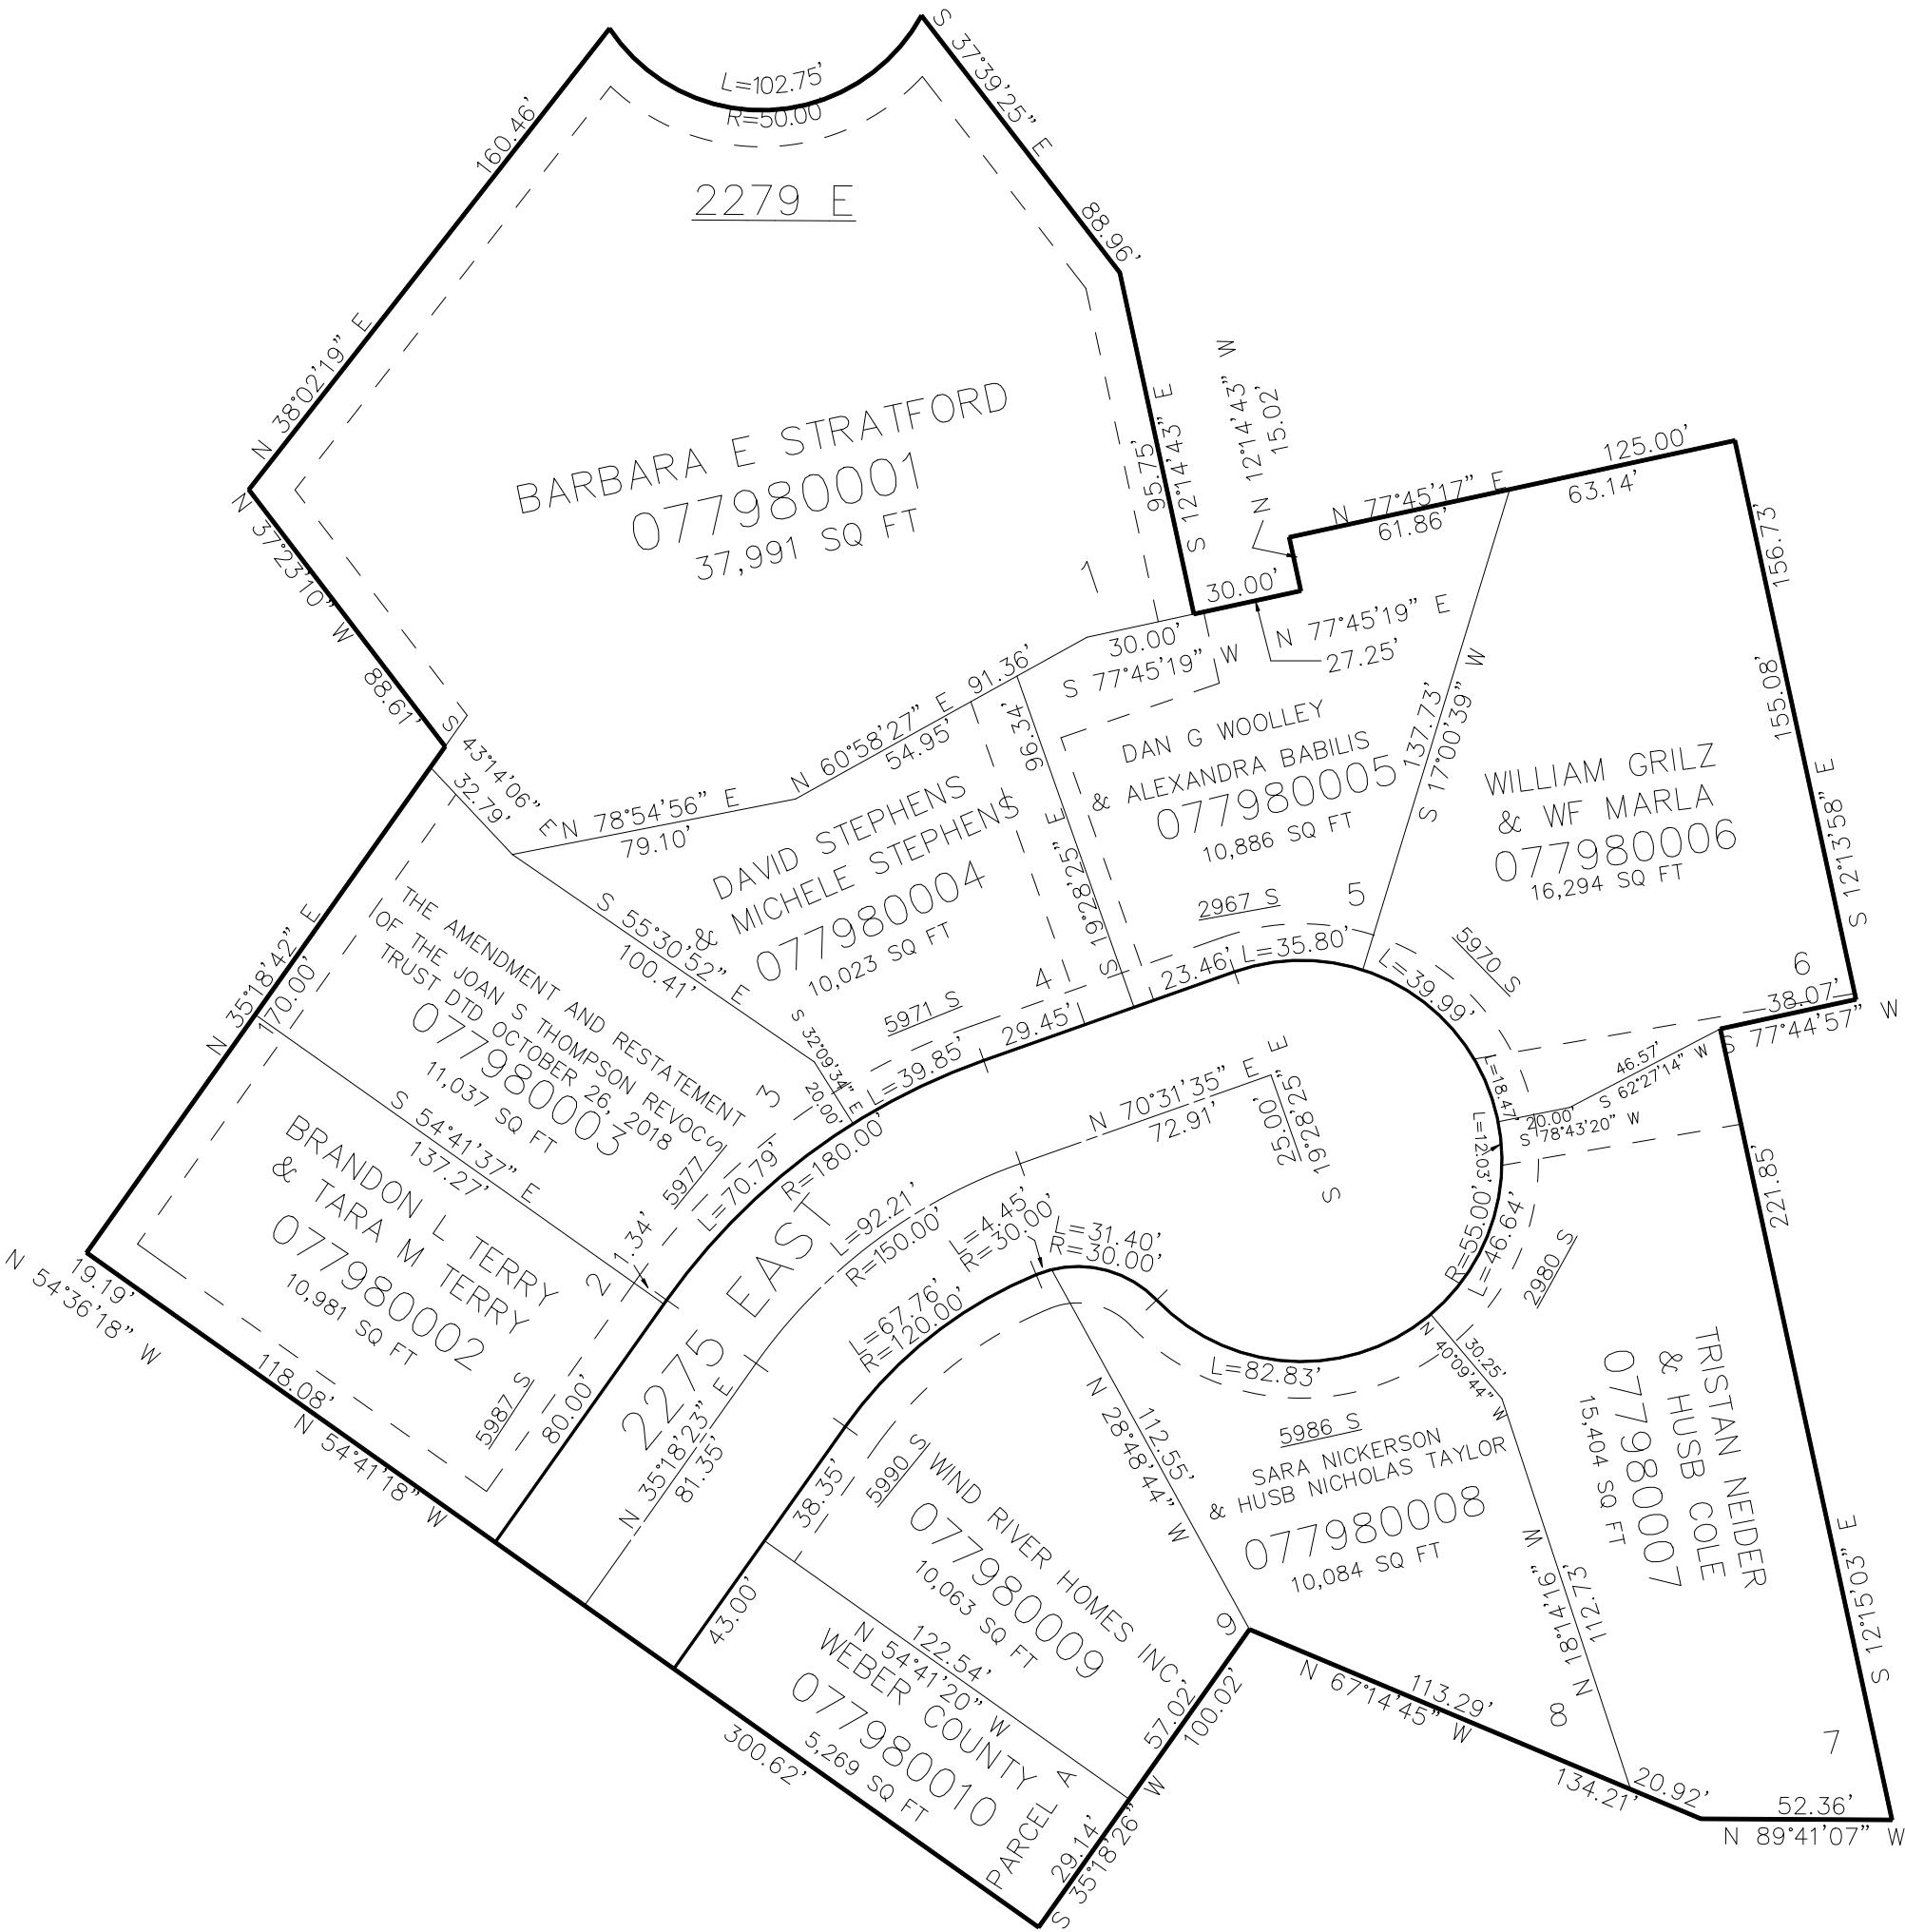 S 37°39'25" E
88.96'
L=102.75'
R=50.00
160.46'
N 38°02'19" E
2279 E
BARBARA E STRATFORD
077980001
37,991 SQ FT
1
95.75'
S 12°14'43" E
N 12°14'43" W
15.02'
125.00'
N 77°45'17" E
61.86'
63.14'
30.00'
N 77°45'19" E
27.25'
30.00'
S 77°45'19" W
N 37°23'10" W
88.61'
S 43°14'06" E
32.79'
N 78°54'56" E
79.10'
N 60°58'27" E
91.36'
54.95'
96.34'
S 19°28'25" E
137.73'
S 17°00'39" W
156.73'
155.08'
S 12°13'58" E
DAN G WOOLLEY
& ALEXANDRA BABILIS
077980005
10,886 SQ FT
2967 S
5
WILLIAM GRILZ
& WF MARLA
077980006
16,294 SQ FT
5970 S
6
38.07'
S 77°44'57" W
DAVID STEPHENS
& MICHELE STEPHENS
077980004
10,023 SQ FT
5971 S
4
S 55°30'52" E
100.41'
S 32°09'34" E
20.00'
THE AMENDMENT AND RESTATEMENT
OF THE JOAN S THOMPSON REVOC
TRUST DTD OCTOBER 26, 2018
077980003
11,037 SQ FT
3
5977 S
N 35°18'42" E
170.00'
S 54°41'37" E
137.27'
BRANDON L TERRY
& TARA M TERRY
077980002
10,981 SQ FT
2
21.34'
5987 S
80.00'
19.19'
N 54°36'18" W
118.08'
N 54°41'18" W
L=39.85'
29.45'
23.46'
L=35.80'
L=39.99'
L=18.47'
L=12.03'
R=55.00'
L=46.64'
L=82.83'
L=70.79'
R=180.00'
2275 EAST
L=92.21'
R=150.00'
N 70°31'35" E
72.91'
25.00'
S 19°28'25" E
L=4.45'
R=30.00'
L=31.40'
R=30.00'
L=67.76'
R=120.00'
N 35°18'23" E
81.35'
46.57'
S 62°27'14" W
20.00'
S 78°43'20" W
221.85'
S 12°15'03" E
2980 S
TRISTAN NEIDER
& HUSB COLE
077980007
15,404 SQ FT
7
30.25'
N 40°09'44" W
112.73'
N 18°14'16" W
5986 S
SARA NICKERSON
& HUSB NICHOLAS TAYLOR
077980008
10,084 SQ FT
8
112.55'
N 28°48'44" W
38.35'
5990 S
WIND RIVER HOMES INC.
077980009
10,063 SQ FT
9
122.54'
N 54°41'20" W
43.00'
WEBER COUNTY
077980010
5,269 SQ FT
PARCEL A
300.62'
57.02'
100.02'
29.14'
S 35°18'26" W
113.29'
N 67°14'45" W
134.21'
20.92'
52.36'
N 89°41'07" W